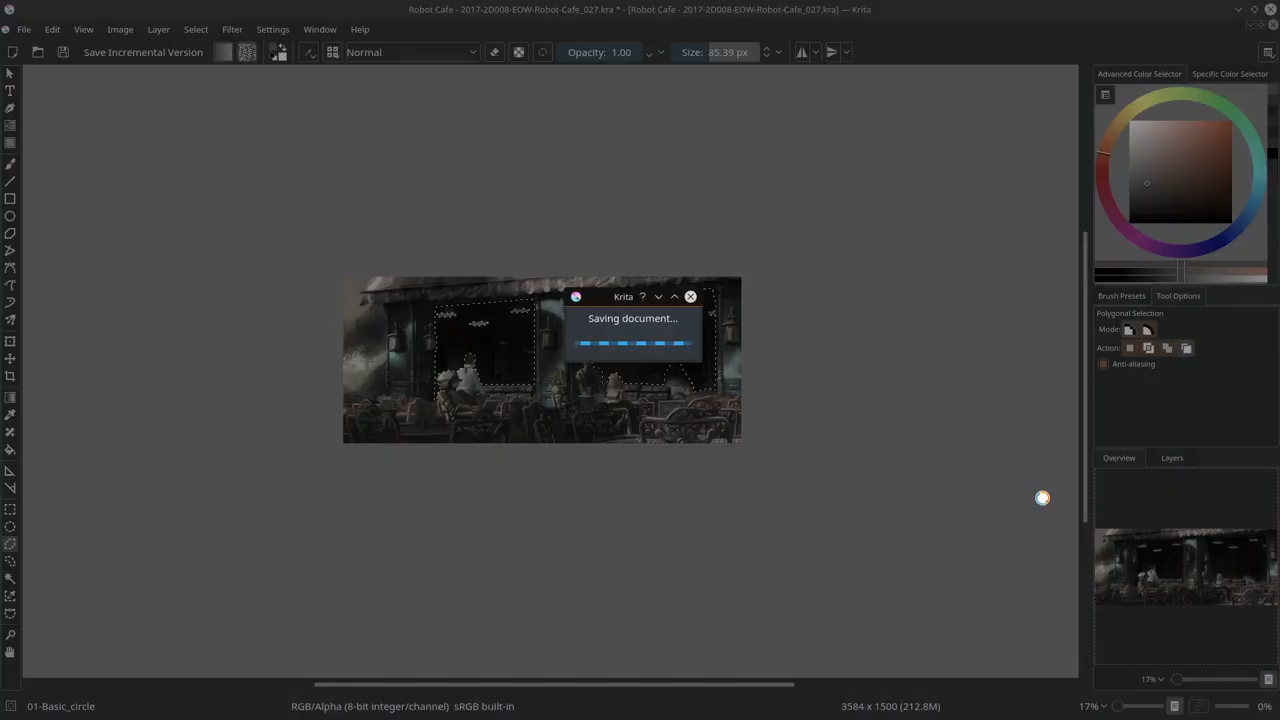 Robot Cafe - 2017-2D008-EOW-Robot-Cafe_027.kra * - [Robot Cafe - 2017-2D008-EOW-Robot-Cafe_027.kra] — Krita
File Edit View Image Layer Select Filter Settings Window Help
Save Incremental Version Normal Opacity: 1.00 Size: 85.39 px
Advanced Color Selector Specific Color Selector
Krita ?
Saving document...
Brush Presets Tool Options
Polygonal Selection
Mode:
Action:
Anti-aliasing
Overview Layers
17%
01-Basic_circle RGB/Alpha (8-bit integer/channel) sRGB built-in 3584 x 1500 (212.8M) 17% 0%